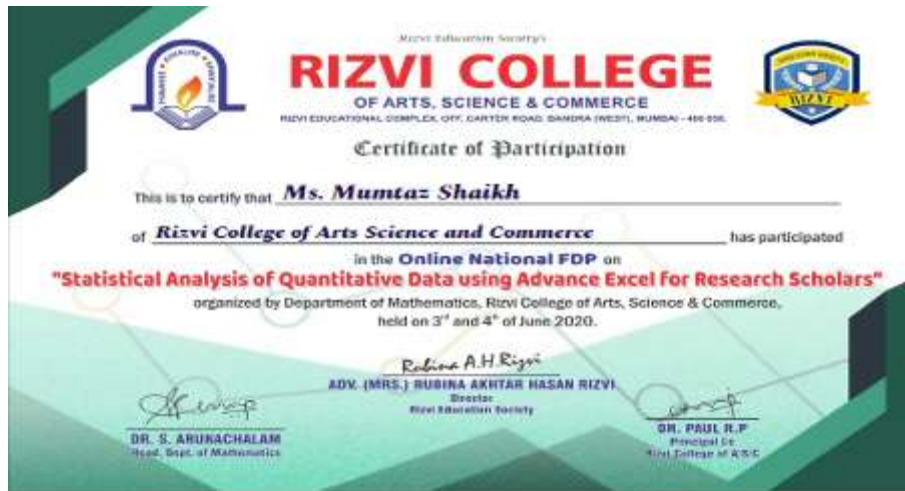 Rizvi Education Society's
RIZVI COLLEGE
OF ARTS, SCIENCE & COMMERCE
RIZVI EDUCATIONAL COMPLEX, OFF. CARTER ROAD, BANDRA (WEST), MUMBAI - 400 050.
Certificate of Participation
This is to certify that Ms. Mumtaz Shaikh
of Rizvi College of Arts Science and Commerce has participated
in the Online National FDP on
"Statistical Analysis of Quantitative Data using Advance Excel for Research Scholars"
organized by Department of Mathematics, Rizvi College of Arts, Science & Commerce,
held on 3rd and 4th of June 2020.
Rubina A.H.Rizvi
ADV. (MRS.) RUBINA AKHTAR HASAN RIZVI
Director
Rizvi Education Society
DR. S. ARUNACHALAM
Head. Dept. of Mathematics
DR. PAUL R.P
Principal I/c
Rizvi College of A/S/C
RIZVI